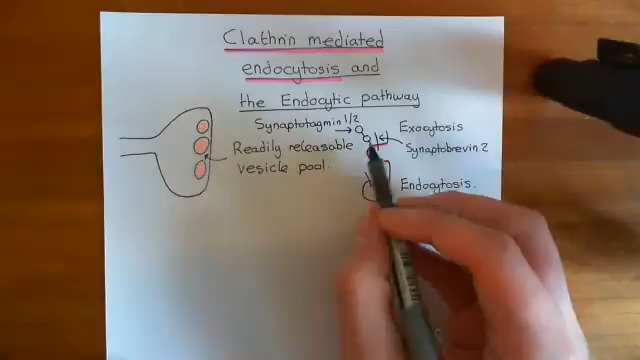 Clathrin mediated
endocytosis and
the Endocytic pathway
Synaptotagmin 1/2
Exocytosis
Synaptobrevin 2
Readily releasable
vesicle pool.
Endocytosis.